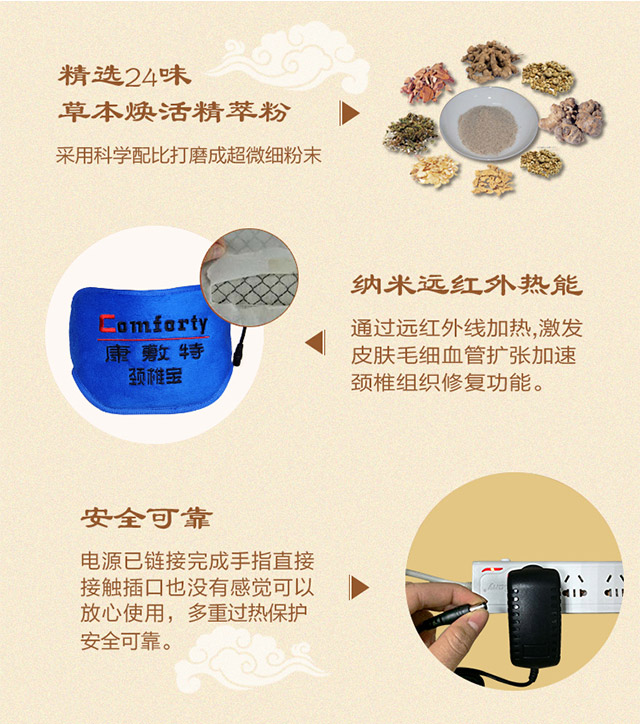 精选24味
草本焕活精萃粉
采用科学配比打磨成超微细粉末
Comforty
康敷特
颈椎宝
纳米远红外热能
通过远红外线加热,激发
皮肤毛细血管扩张加速
颈椎组织修复功能。
安全可靠
电源已链接完成手指直接
接触插口也没有感觉可以
放心使用，多重过热保护
安全可靠。